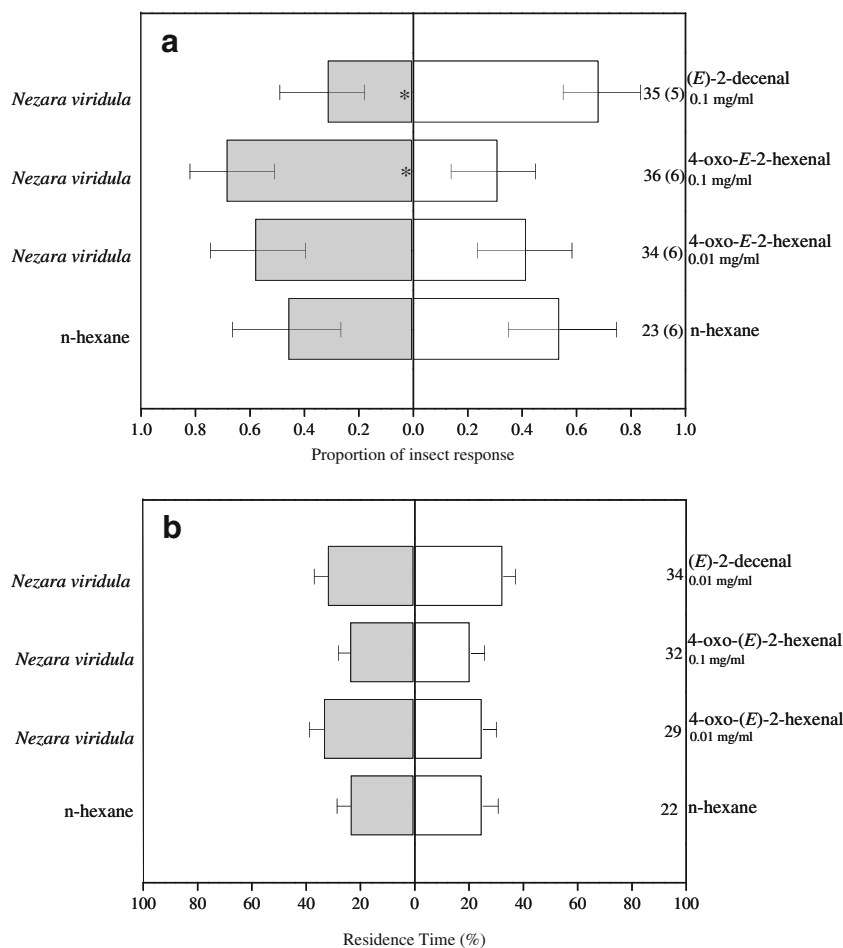 a
Nezara viridula
*
35 (5)
(E)-2-decenal
0.1 mg/ml
Nezara viridula
*
36 (6)
4-oxo-E-2-hexenal
0.1 mg/ml
Nezara viridula
34 (6)
4-oxo-E-2-hexenal
0.01 mg/ml
n-hexane
23 (6)
n-hexane
1.0 0.8 0.6 0.4 0.2 0.0 0.2 0.4 0.6 0.8 1.0
Proportion of insect response
b
Nezara viridula
34
(E)-2-decenal
0.01 mg/ml
Nezara viridula
32
4-oxo-(E)-2-hexenal
0.1 mg/ml
Nezara viridula
29
4-oxo-(E)-2-hexenal
0.01 mg/ml
n-hexane
22
n-hexane
100 80 60 40 20 0 20 40 60 80 100
Residence Time (%)